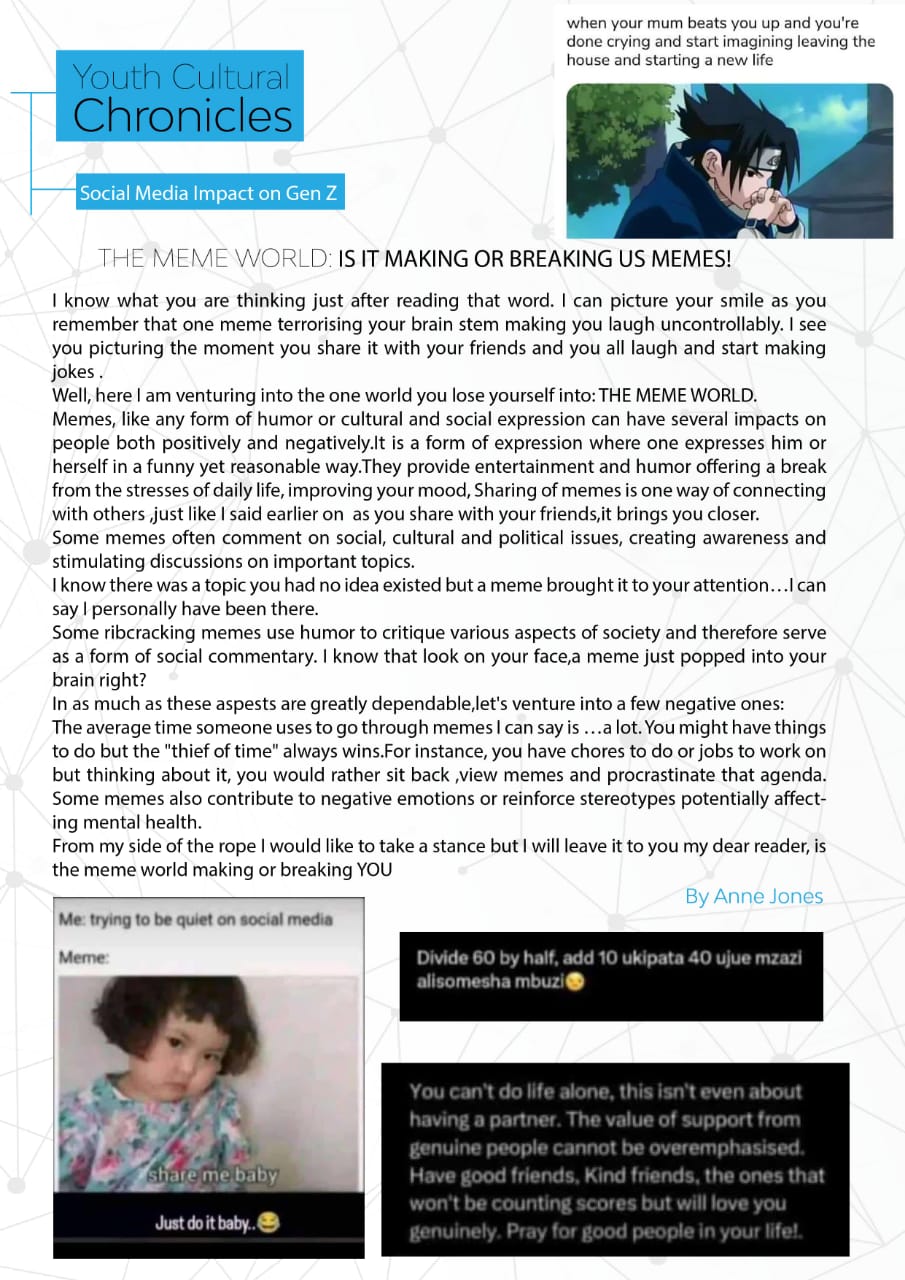 when your mum beats you up and you're
done crying and start imagining leaving the
house and starting a new life
Youth Cultural
Chronicles
Social Media Impact on Gen Z
THE MEME WORLD: IS IT MAKING OR BREAKING US MEMES!
I know what you are thinking just after reading that word. I can picture your smile as you
remember that one meme terrorising your brain stem making you laugh uncontrollably. I see
you picturing the moment you share it with your friends and you all laugh and start making
jokes .
Well, here I am venturing into the one world you lose yourself into: THE MEME WORLD.
Memes, like any form of humor or cultural and social expression can have several impacts on
people both positively and negatively.It is a form of expression where one expresses him or
herself in a funny yet reasonable way.They provide entertainment and humor offering a break
from the stresses of daily life, improving your mood, Sharing of memes is one way of connecting
with others ,just like I said earlier on  as you share with your friends,it brings you closer.
Some memes often comment on social, cultural and political issues, creating awareness and
stimulating discussions on important topics.
I know there was a topic you had no idea existed but a meme brought it to your attention…I can
say I personally have been there.
Some ribcracking memes use humor to critique various aspects of society and therefore serve
as a form of social commentary. I know that look on your face,a meme just popped into your
brain right?
In as much as these aspests are greatly dependable,let's venture into a few negative ones:
The average time someone uses to go through memes I can say is …a lot. You might have things
to do but the "thief of time" always wins.For instance, you have chores to do or jobs to work on
but thinking about it, you would rather sit back ,view memes and procrastinate that agenda.
Some memes also contribute to negative emotions or reinforce stereotypes potentially affect-
ing mental health.
From my side of the rope I would like to take a stance but I will leave it to you my dear reader, is
the meme world making or breaking YOU
By Anne Jones
Me: trying to be quiet on social media
Meme:
share me baby
Just do it baby..😂
Divide 60 by half, add 10 ukipata 40 ujue mzazi
alisomesha mbuzi😏
You can't do life alone, this isn't even about
having a partner. The value of support from
genuine people cannot be overemphasised.
Have good friends, Kind friends, the ones that
won't be counting scores but will love you
genuinely. Pray for good people in your life!.